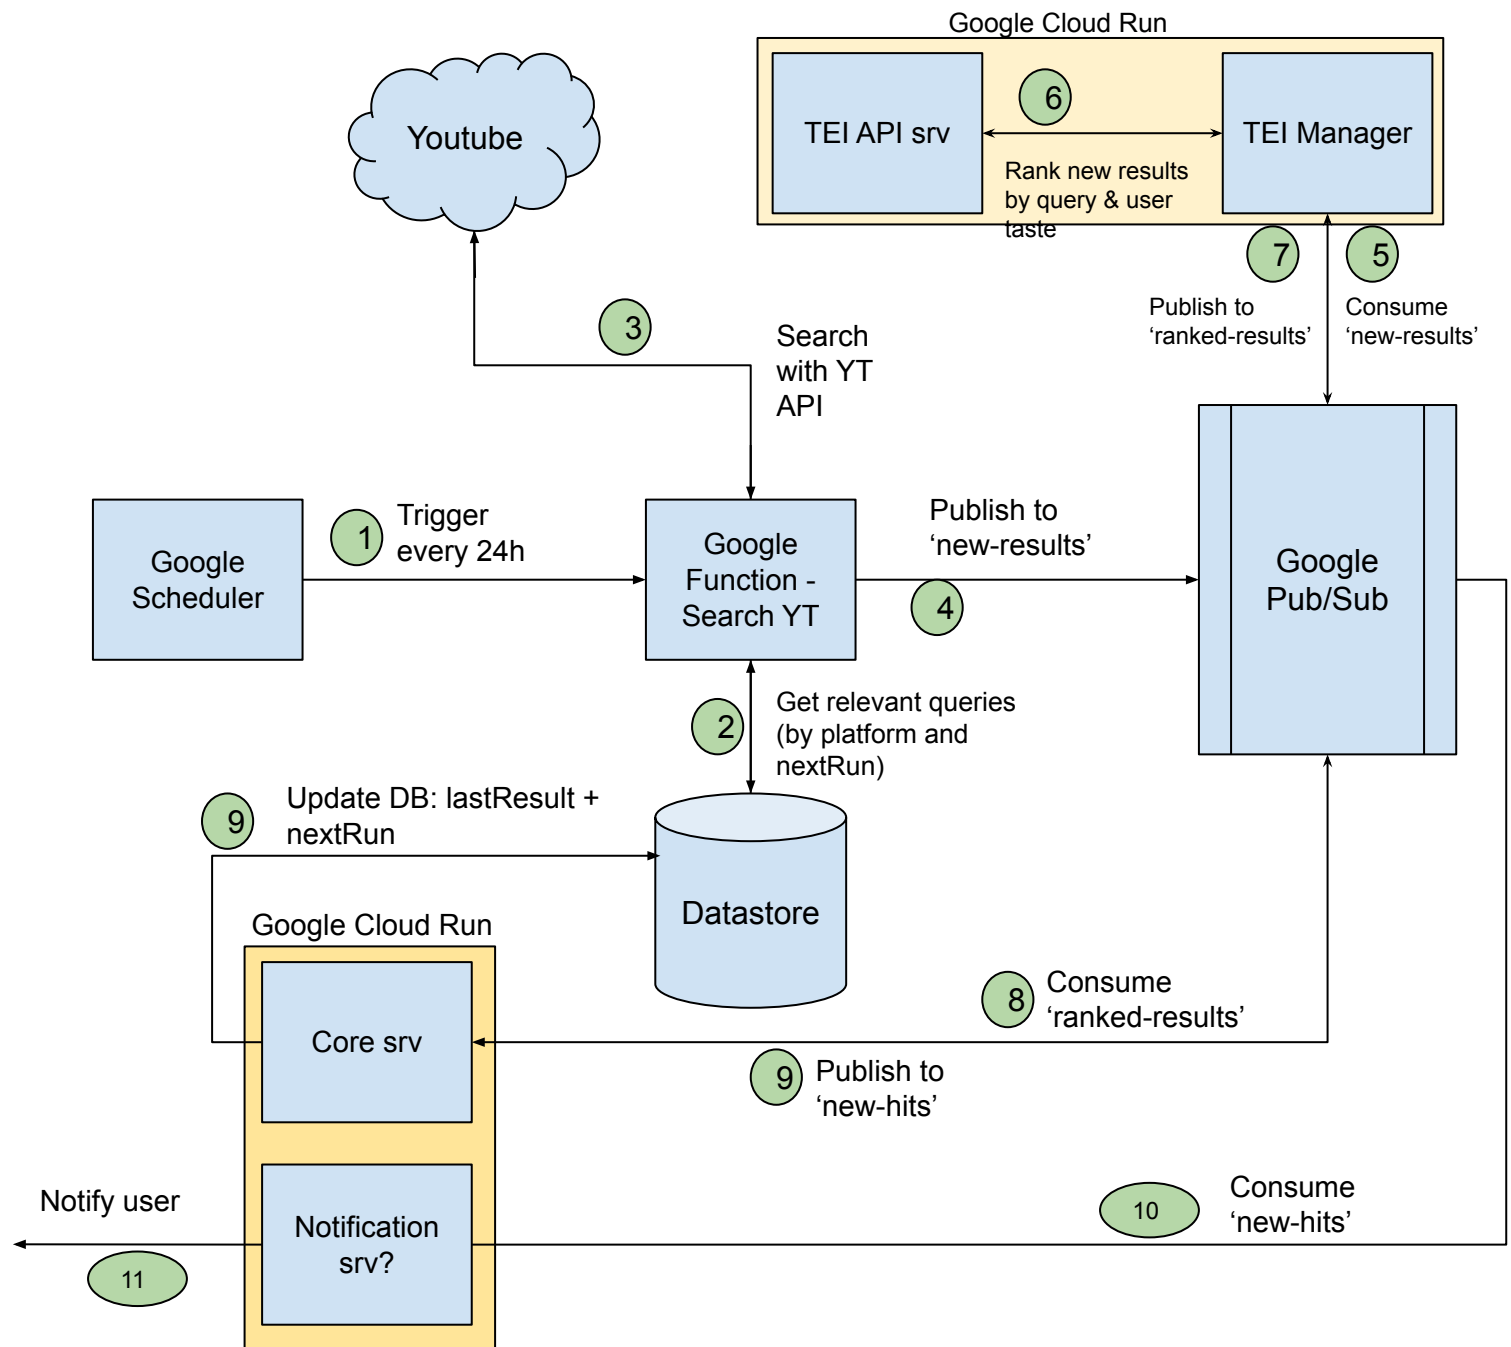 Google Cloud Run
Youtube
TEI API srv
6
TEI Manager
Rank new results
by query & user
taste
7
5
Publish to
‘ranked-results’
Consume
‘new-results’
3
Search
with YT
API
Google
Scheduler
1
Trigger
every 24h
Google
Function -
Search YT
Publish to
‘new-results’
4
Google
Pub/Sub
2
Get relevant queries
(by platform and
nextRun)
9
Update DB: lastResult +
nextRun
Datastore
Google Cloud Run
Core srv
8
Consume
‘ranked-results’
9
Publish to
‘new-hits’
Notify user
11
Notification
srv?
10
Consume
‘new-hits’